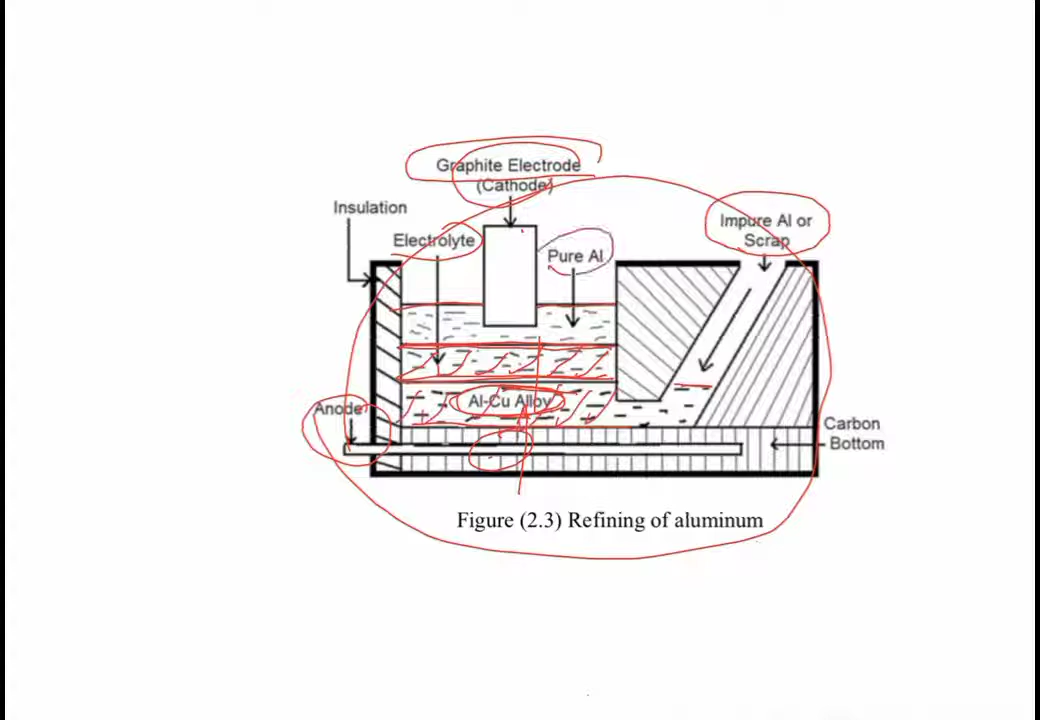 Graphite Electrode
(Cathode)
Insulation
Impure Al or
Scrap
Electrolyte
Pure Al
Al-Cu Alloy
Anode
Carbon
Bottom
Figure (2.3) Refining of aluminum